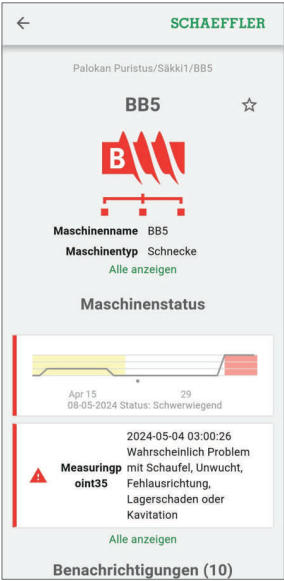 SCHAEFFLER
Palokan Puristus/Säkki1/BB5
BB5
B
Maschinenname BB5
Maschinentyp Schnecke
Alle anzeigen
Maschinenstatus
Apr 15 29
08-05-2024 Status: Schwerwiegend
2024-05-04 03:00:26
Wahrscheinlich Problem
Measuringp mit Schaufel, Unwucht,
oint35 Fehlausrichtung,
Lagerschaden oder
Kavitation
Alle anzeigen
Benachrichtigungen (10)